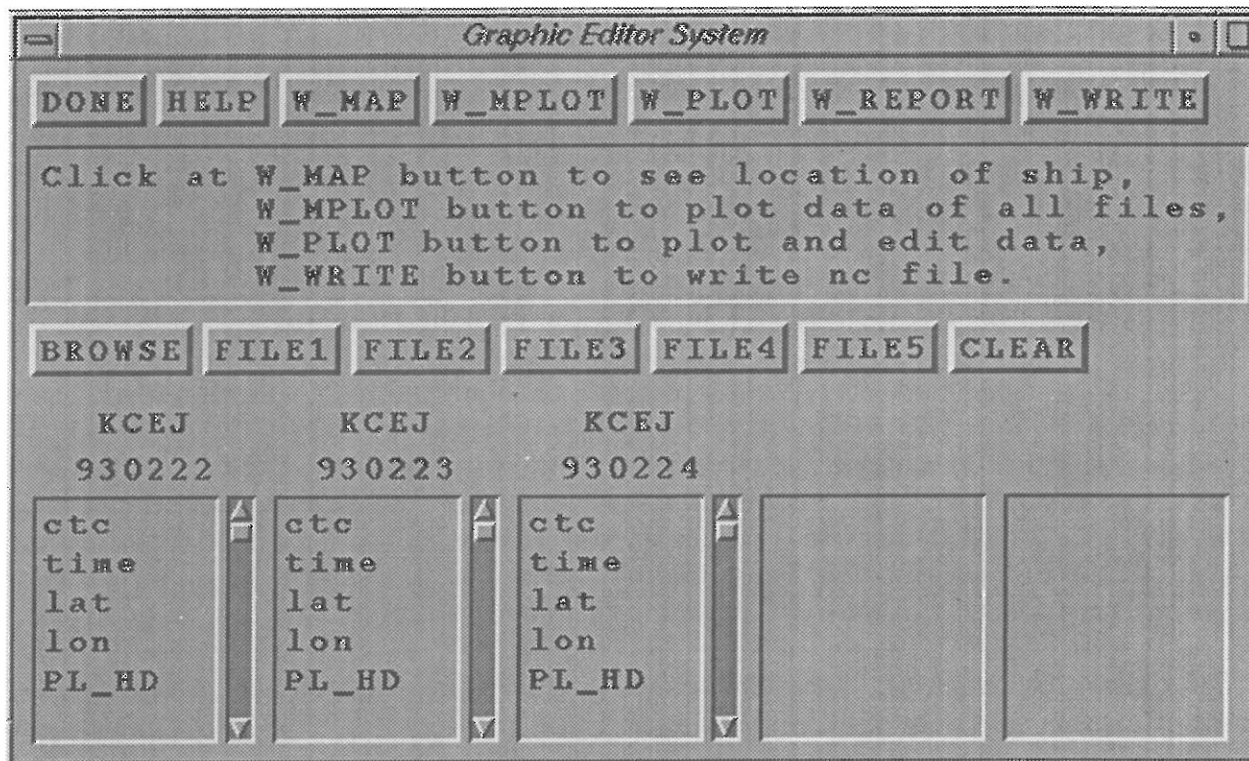 Graphic Editor System
DONE HELP W_MAP W_MPLOT W_PLOT W_REPORT W_WRITE
Click at W_MAP button to see location of ship,
W_MPLOT button to plot data of all files,
W_PLOT button to plot and edit data,
W_WRITE button to write nc file.
BROWSE FILE1 FILE2 FILE3 FILE4 FILE5 CLEAR
KCEJ KCEJ KCEJ
930222 930223 930224
ctc ctc ctc
time time time
lat lat lat
lon lon lon
PL_HD PL_HD PL_HD